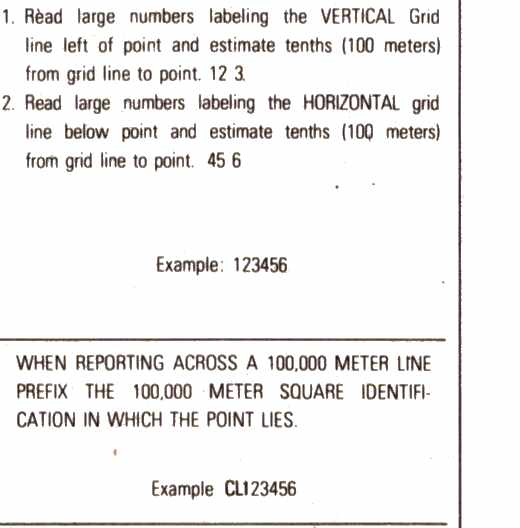 1. Read large numbers labeling the VERTICAL Grid
line left of point and estimate tenths (100 meters)
from grid line to point. 12 3.
2. Read large numbers labeling the HORIZONTAL grid
line below point and estimate tenths (100 meters)
from grid line to point. 45 6
Example: 123456
WHEN REPORTING ACROSS A 100,000 METER LINE
PREFIX THE 100,000 METER SQUARE IDENTIFI-
CATION IN WHICH THE POINT LIES.
Example CL123456